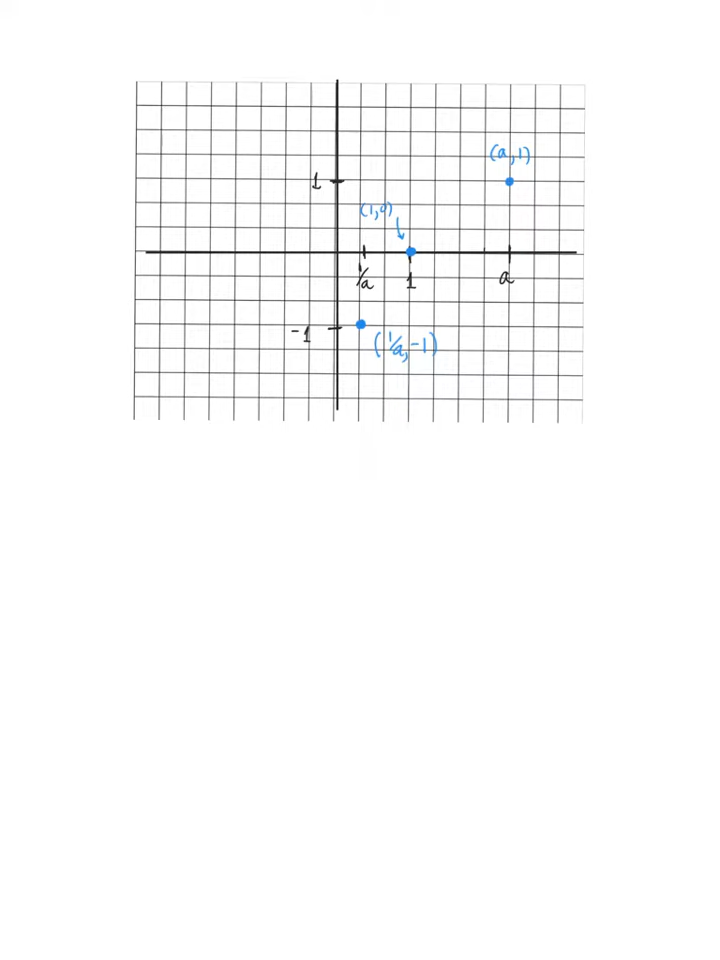 (a,1)
1
(1,0)
1/a
1
a
-1
(1/a,-1)